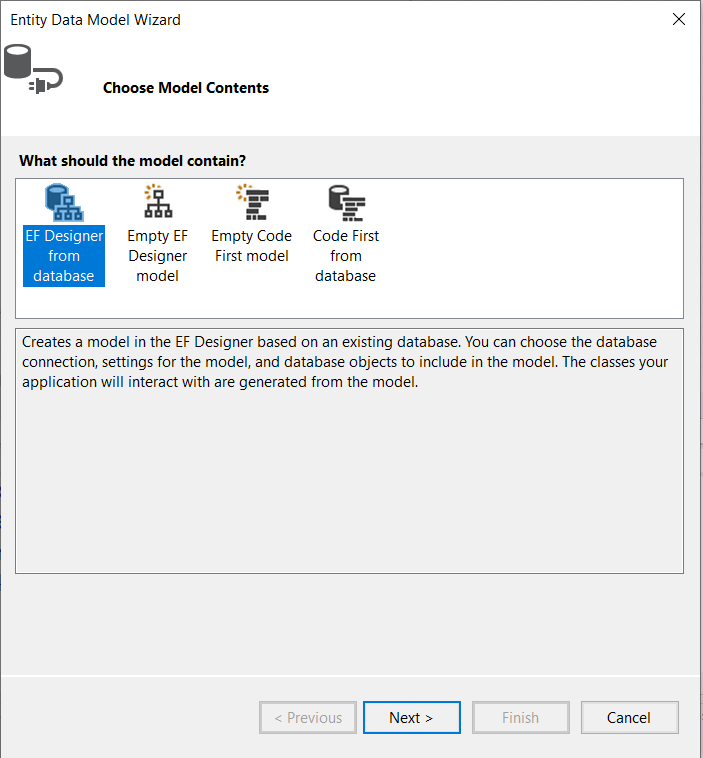 Entity Data Model Wizard
Choose Model Contents
What should the model contain?
EF Designer
from
database
Empty EF
Designer
model
Empty Code
First model
Code First
from
database
Creates a model in the EF Designer based on an existing database. You can choose the database
connection, settings for the model, and database objects to include in the model. The classes your
application will interact with are generated from the model.
< Previous
Next >
Finish
Cancel